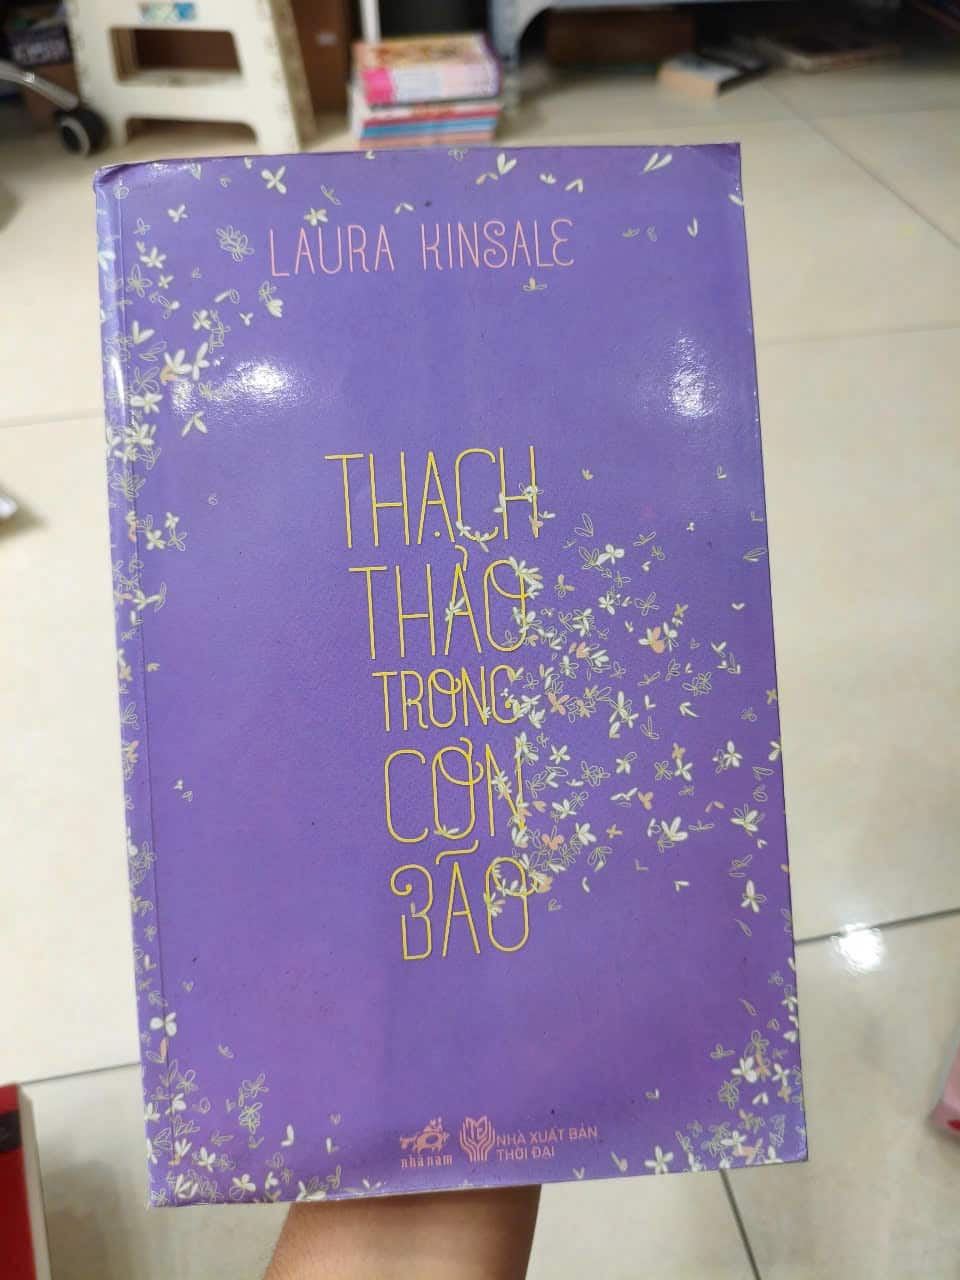 LAURA KINSALE
THẠCH
THẢO
TRONG
CƠN
BÃO
nhã nam
NHÀ XUẤT BẢN
THỜI ĐẠI